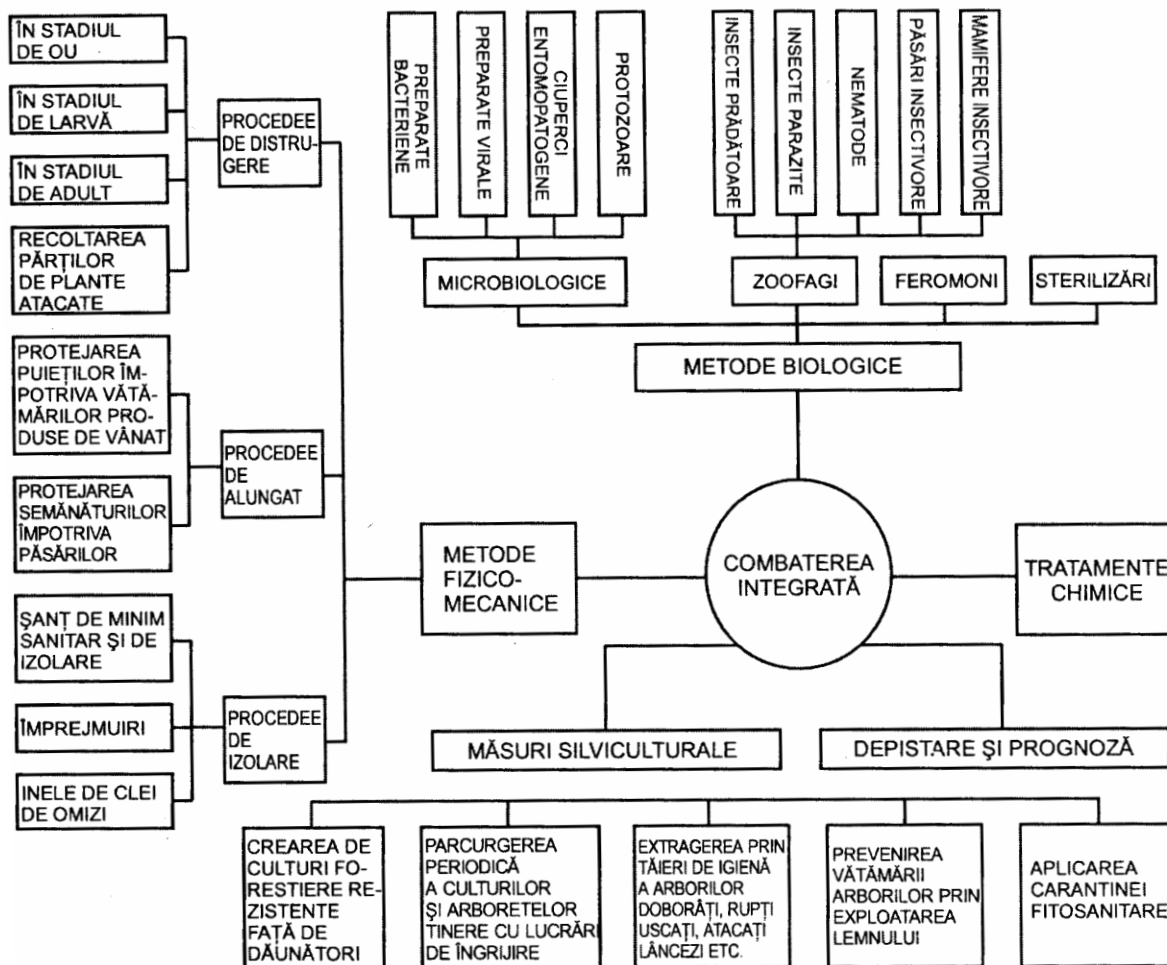 ÎN STADIUL
DE OU
ÎN STADIUL
DE LARVĂ
ÎN STADIUL
DE ADULT
RECOLTAREA
PĂRȚILOR
DE PLANTE
ATACATE
PROCEDEE
DE DISTRU-
GERE
PROTEJAREA
PUIEȚILOR ÎM-
POTRIVA VĂTĂ-
MĂRILOR PRO-
DUSE DE VÂNAT
PROTEJAREA
SEMĂNĂTURILOR
ÎMPOTRIVA
PĂSĂRILOR
PROCEDEE
DE
ALUNGAT
ȘANȚ DE MINIM
SANITAR ȘI DE
IZOLARE
ÎMPREJMUIRI
INELE DE CLEI
DE OMIZI
PROCEDEE
DE
IZOLARE
METODE
FIZICO-
MECANICE
PREPARATE
BACTERIENE
PREPARATE VIRALE
CIUPERCI
ENTOMOPATOGENE
PROTOZOARE
INSECTE PRĂDĂTOARE
INSECTE PARAZITE
NEMATODE
PĂSĂRI INSECTIVORE
MAMIFERE INSECTIVORE
MICROBIOLOGICE
ZOOFAGI
FEROMONI
STERILIZĂRI
METODE BIOLOGICE
COMBATEREA
INTEGRATĂ
TRATAMENTE
CHIMICE
MĂSURI SILVICULTURALE
DEPISTARE ȘI PROGNOZĂ
CREAREA DE
CULTURI FO-
RESTIERE RE-
ZISTENTE
FAȚĂ DE
DĂUNĂTORI
PARCURGEREA
PERIODICĂ
A CULTURILOR
ȘI ARBORETELOR
TINERE CU LUCRĂRI
DE ÎNGRIJIRE
EXTRAGEREA PRIN
TĂIERI DE IGIENĂ
A ARBORILOR
DOBORÂȚI, RUPȚI
USCAȚI, ATACAȚI
LÂNCEZI ETC.
PREVENIREA
VĂTĂMĂRII
ARBORILOR PRIN
EXPLOATAREA
LEMNULUI
APLICAREA
CARANTINEI
FITOSANITARE